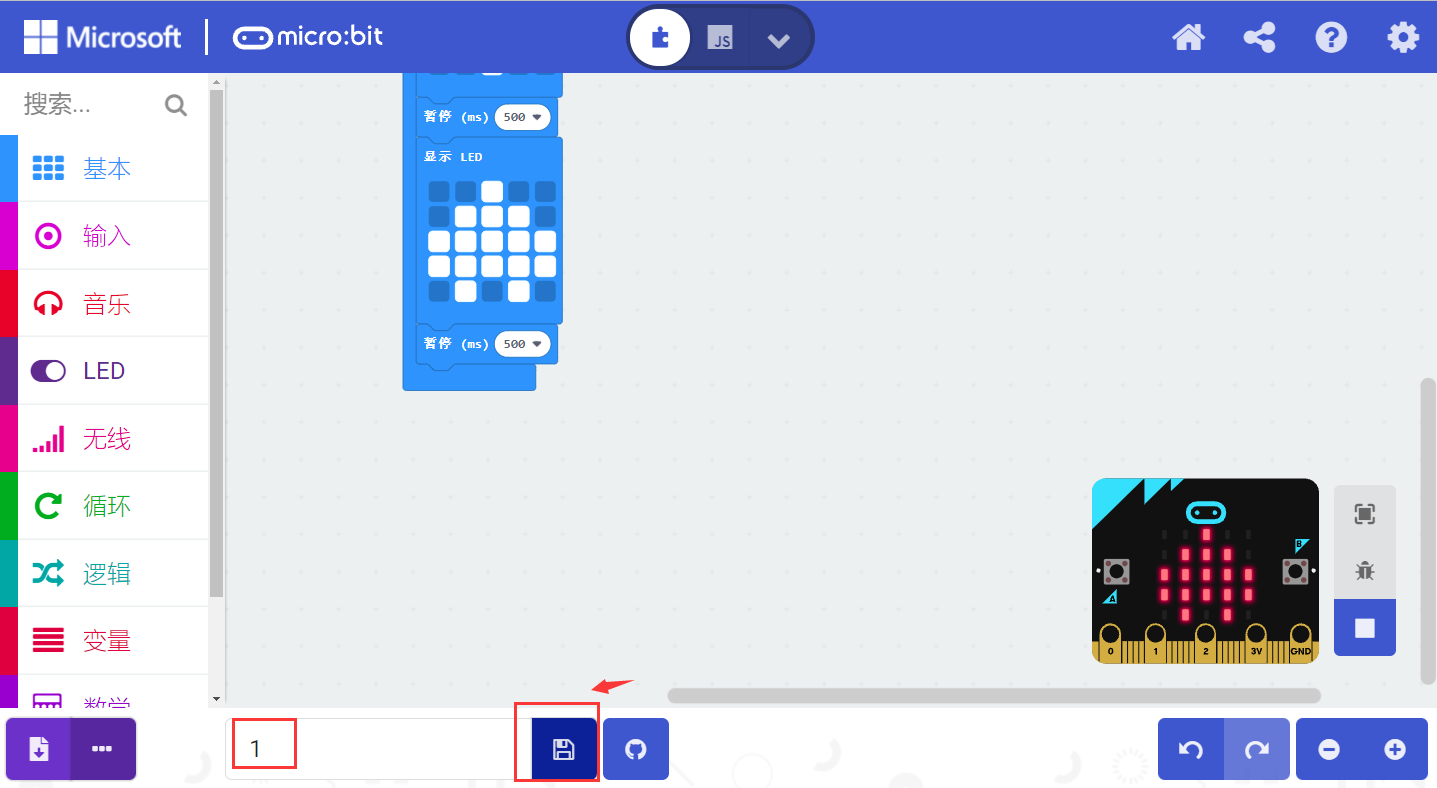 Microsoft
micro:bit
JS
搜索...
基本
输入
音乐
LED
无线
循环
逻辑
变量
数学
暂停 (ms) 500
显示 LED
暂停 (ms) 500
B
A
0 1 2 3V GND
1